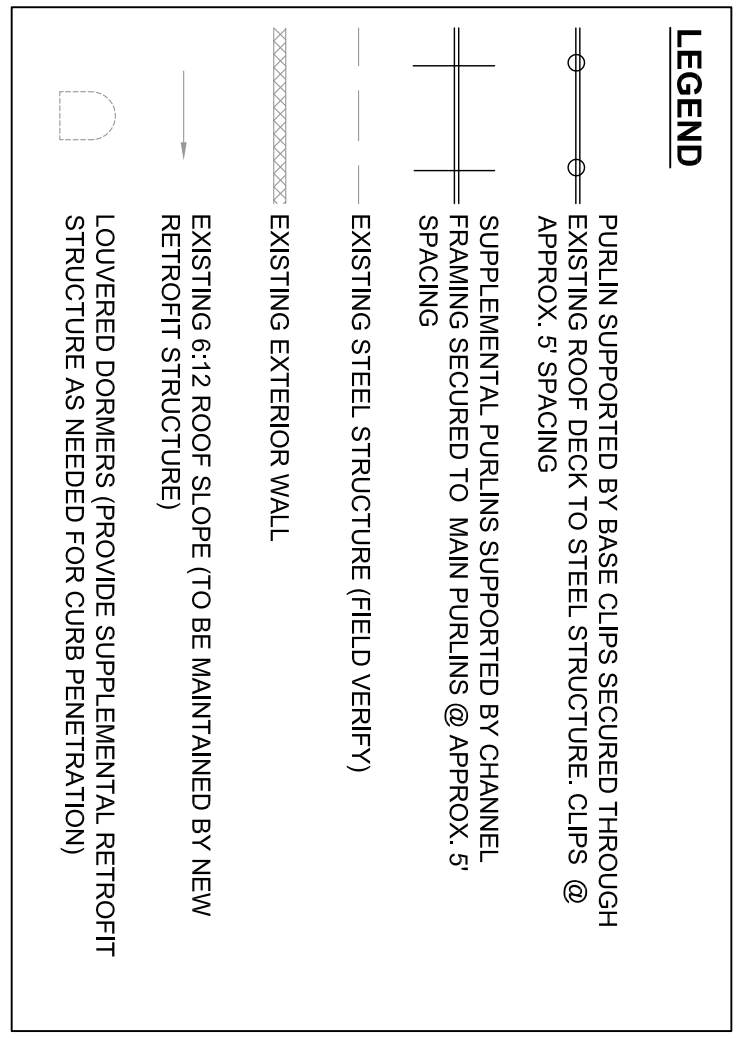 LEGEND
PURLIN SUPPORTED BY BASE CLIPS SECURED THROUGH
EXISTING ROOF DECK TO STEEL STRUCTURE. CLIPS @
APPROX. 5' SPACING
SUPPLEMENTAL PURLINS SUPPORTED BY CHANNEL
FRAMING SECURED TO MAIN PURLINS @ APPROX. 5'
SPACING
EXISTING STEEL STRUCTURE (FIELD VERIFY)
EXISTING EXTERIOR WALL
EXISTING 6:12 ROOF SLOPE (TO BE MAINTAINED BY NEW
RETROFIT STRUCTURE)
LOUVERED DORMERS (PROVIDE SUPPLEMENTAL RETROFIT
STRUCTURE AS NEEDED FOR CURB PENETRATION)